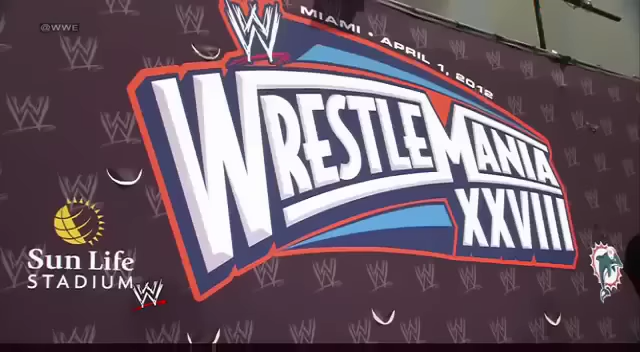 @WWE
MIAMI • APRIL 1, 2012
W
WRESTLEMANIA
XXVIII
Sun Life
STADIUM
W